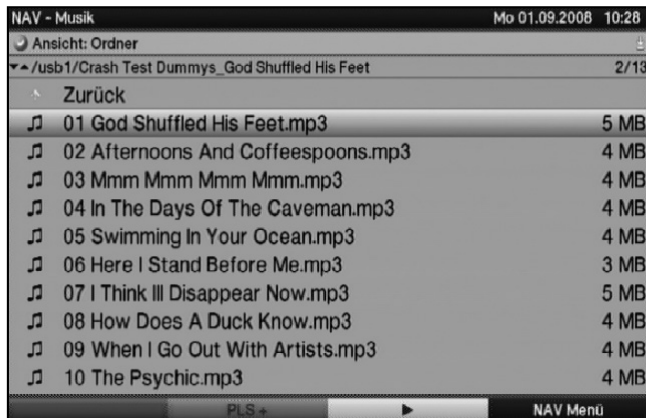 NAV - Musik Mo 01.09.2008 10:28
Ansicht: Ordner
/usb1/Crash Test Dummys_God Shuffled His Feet 2/13
Zurück
01 God Shuffled His Feet.mp3 5 MB
02 Afternoons And Coffeespoons.mp3 4 MB
03 Mmm Mmm Mmm Mmm.mp3 4 MB
04 In The Days Of The Caveman.mp3 4 MB
05 Swimming In Your Ocean.mp3 4 MB
06 Here I Stand Before Me.mp3 3 MB
07 I Think Ill Disappear Now.mp3 5 MB
08 How Does A Duck Know.mp3 4 MB
09 When I Go Out With Artists.mp3 4 MB
10 The Psychic.mp3 4 MB
PLS + NAV Menü